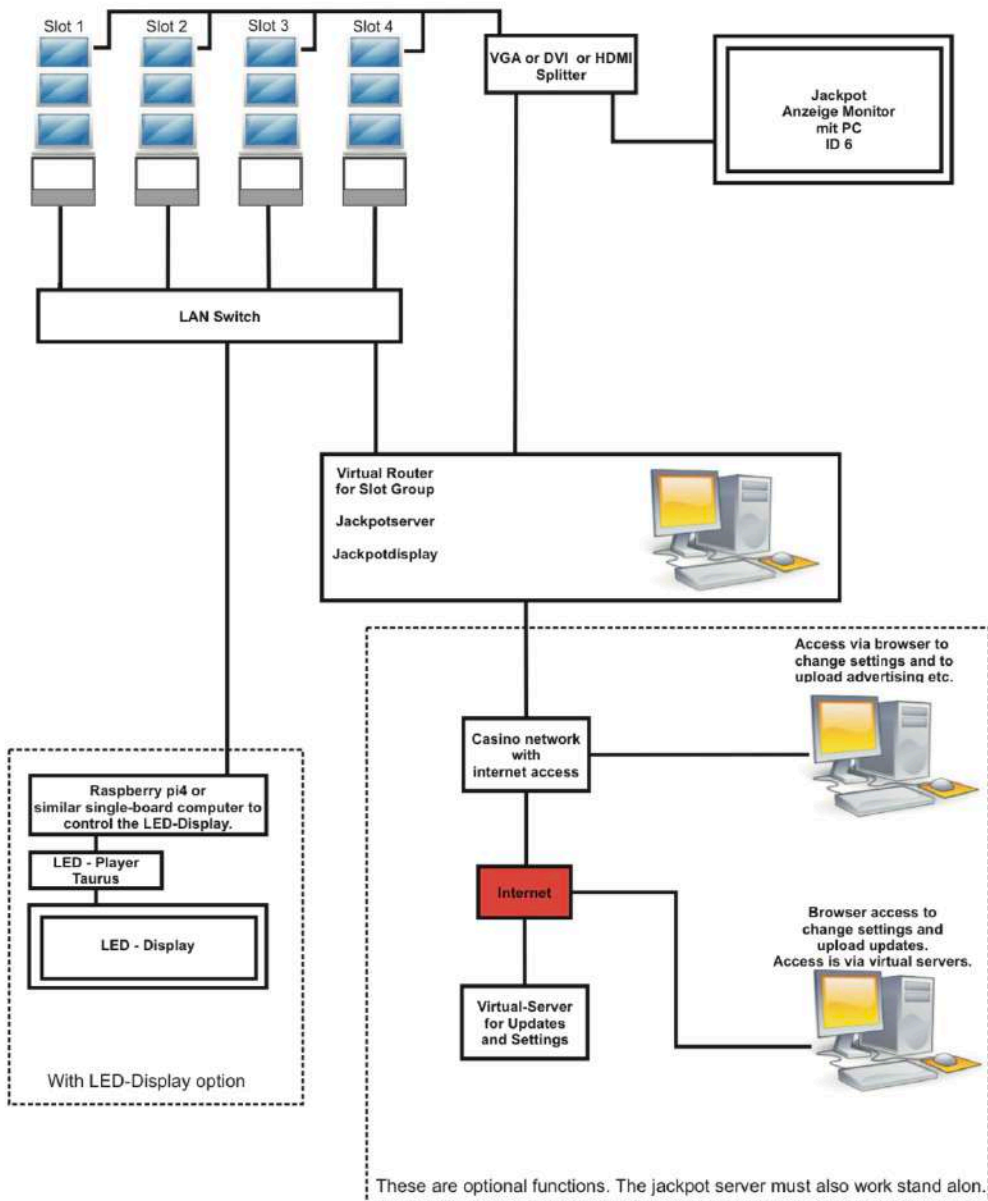 Slot 1
Slot 2
Slot 3
Slot 4
VGA or DVI or HDMI
Splitter
Jackpot
Anzeige Monitor
mit PC
ID 6
LAN Switch
Virtual Router
for Slot Group
Jackpotserver
Jackpotdisplay
Access via browser to
change settings and to
upload advertising etc.
Casino network
with
internet access
Raspberry pi4 or
similar single-board computer to
control the LED-Display.
LED - Player
Taurus
LED - Display
With LED-Display option
Internet
Browser access to
change settings and
upload updates.
Access is via virtual servers.
Virtual-Server
for Updates
and Settings
These are optional functions. The jackpot server must also work stand alon.